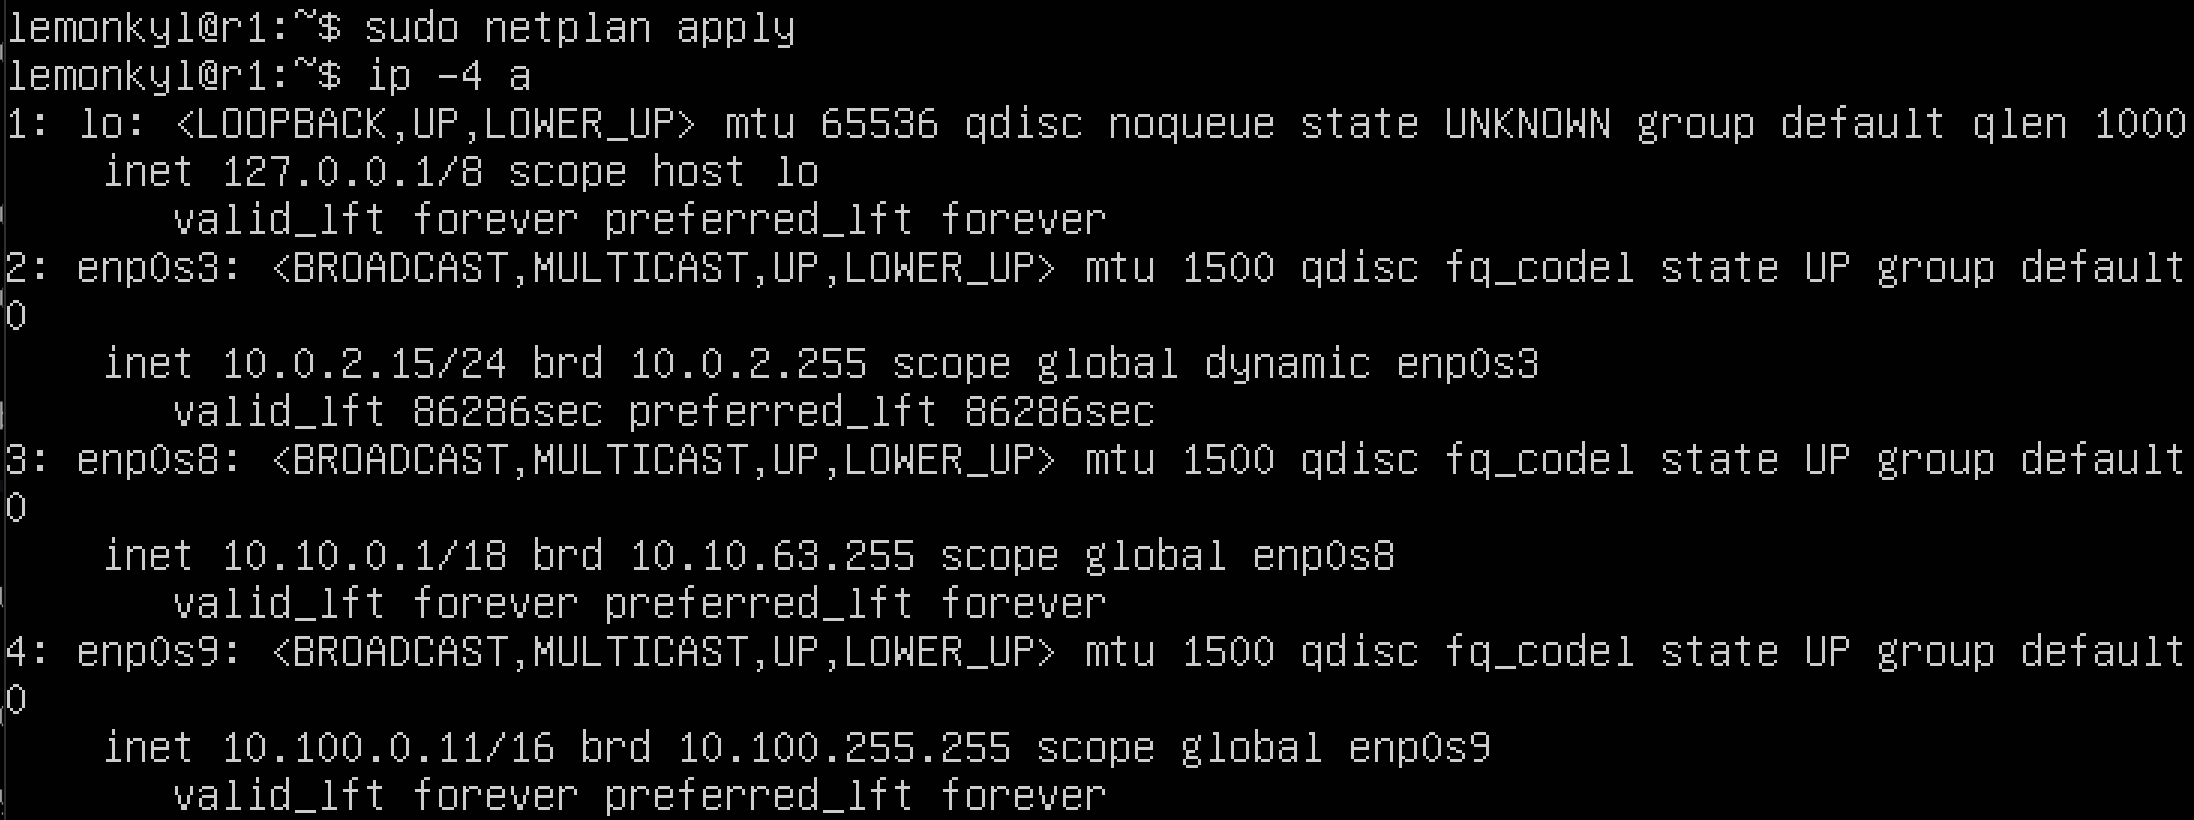 lemonkyl@r1:~$ sudo netplan apply
lemonkyl@r1:~$ ip -4 a
1: lo: <LOOPBACK,UP,LOWER_UP> mtu 65536 qdisc noqueue state UNKNOWN group default qlen 1000
    inet 127.0.0.1/8 scope host lo
       valid_lft forever preferred_lft forever
2: enp0s3: <BROADCAST,MULTICAST,UP,LOWER_UP> mtu 1500 qdisc fq_codel state UP group default
0
    inet 10.0.2.15/24 brd 10.0.2.255 scope global dynamic enp0s3
       valid_lft 86286sec preferred_lft 86286sec
3: enp0s8: <BROADCAST,MULTICAST,UP,LOWER_UP> mtu 1500 qdisc fq_codel state UP group default
0
    inet 10.10.0.1/18 brd 10.10.63.255 scope global enp0s8
       valid_lft forever preferred_lft forever
4: enp0s9: <BROADCAST,MULTICAST,UP,LOWER_UP> mtu 1500 qdisc fq_codel state UP group default
0
    inet 10.100.0.11/16 brd 10.100.255.255 scope global enp0s9
       valid_lft forever preferred_lft forever